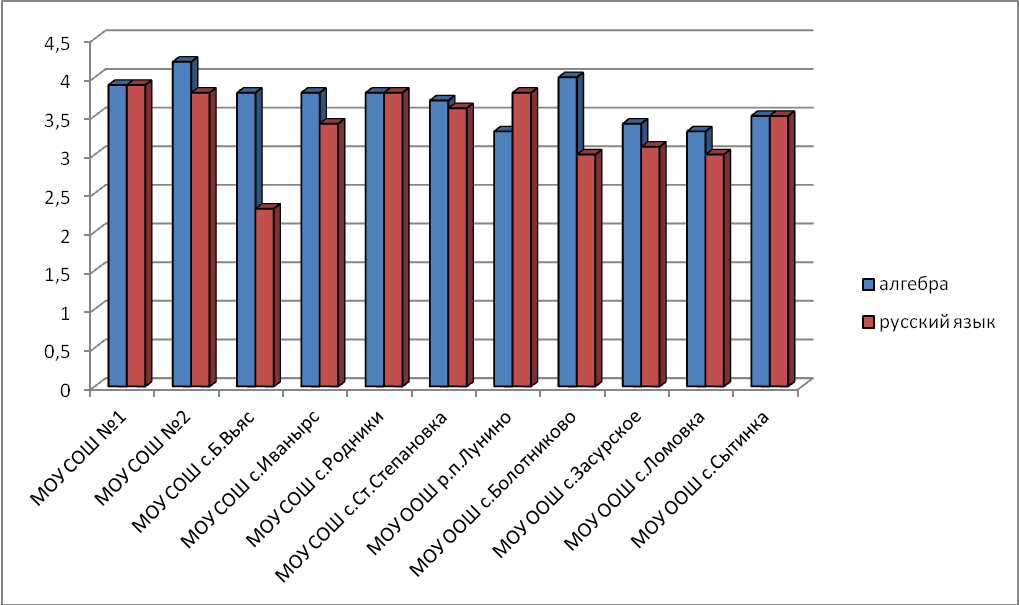 4,5
4
3,5
3
2,5
2
1,5
1
0,5
0
МОУ СОШ №1
МОУ СОШ №2
МОУ СОШ с.Б.Вьяс
МОУ СОШ с.Иванырс
МОУ СОШ с.Родники
МОУ СОШ с.Ст.Степановка
МОУ ООШ р.п.Лунино
МОУ ООШ с.Болотниково
МОУ ООШ с.Засурское
МОУ ООШ с.Ломовка
МОУ ООШ с.Сытинка
алгебра
русский язык